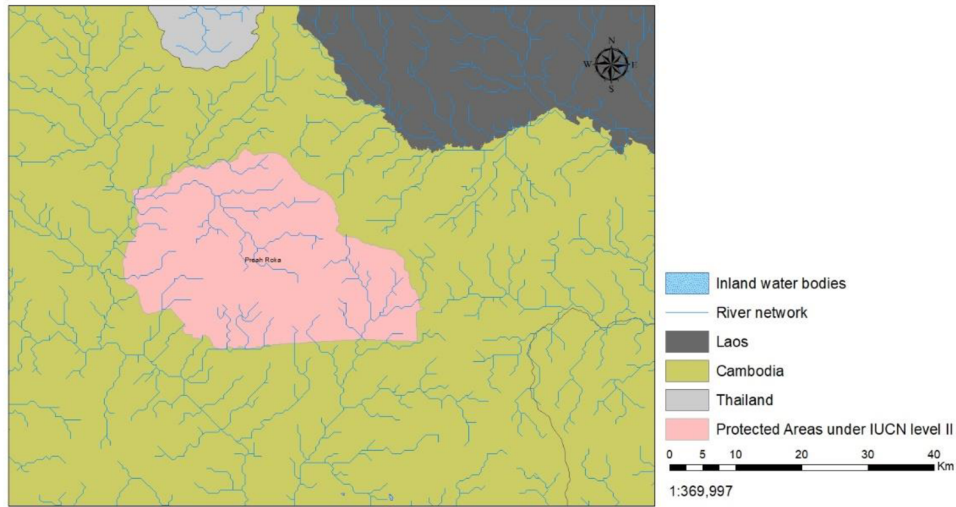 N
W E
S
Preah Roka
Inland water bodies
River network
Laos
Cambodia
Thailand
Protected Areas under IUCN level II
0 5 10 20 30 40
Km
1:369,997